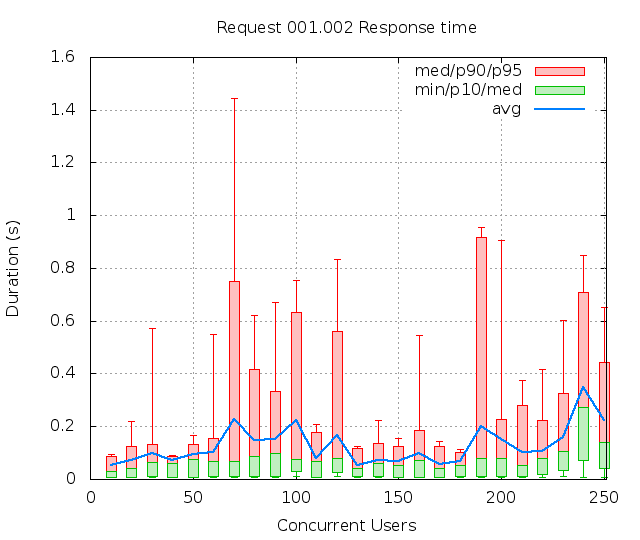 Request 001.002 Response time
med/p90/p95
min/p10/med
avg
Duration (s)
1.6
1.4
1.2
1
0.8
0.6
0.4
0.2
0
0 50 100 150 200 250
Concurrent Users